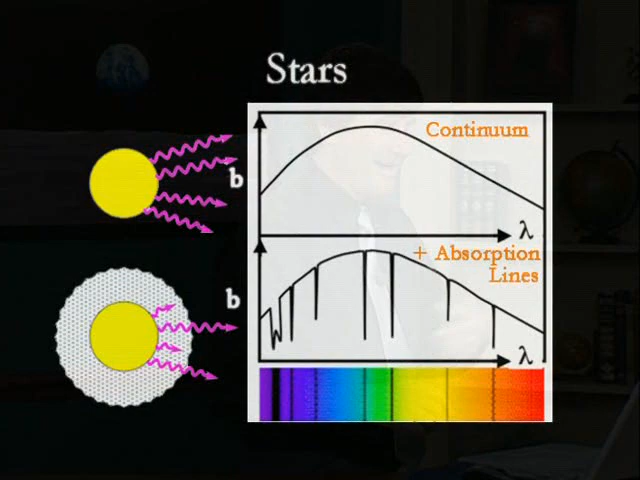 Stars
Continuum
b
λ
+ Absorption
Lines
b
λ